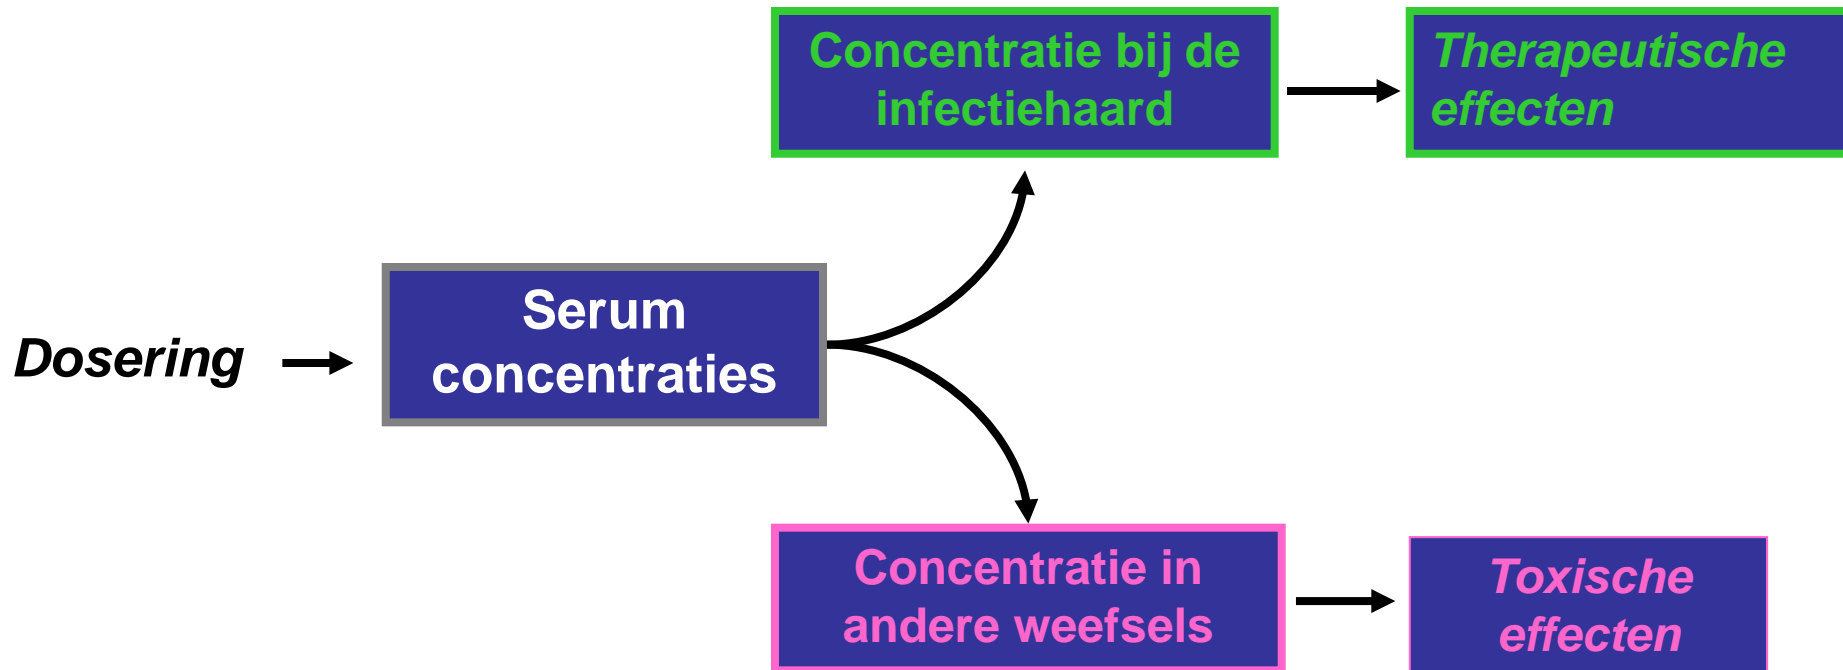 Concentratie bij de
infectiehaard
Therapeutische
effecten
Dosering
Serum
concentraties
Concentratie in
andere weefsels
Toxische
effecten